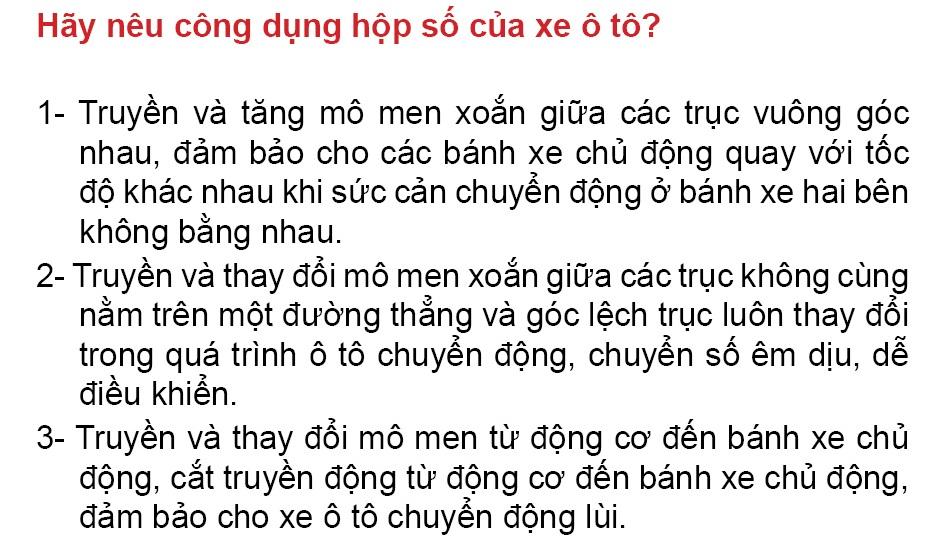 Hãy nêu công dụng hộp số của xe ô tô?
1- Truyền và tăng mô men xoắn giữa các trục vuông góc
nhau, đảm bảo cho các bánh xe chủ động quay với tốc
độ khác nhau khi sức cản chuyển động ở bánh xe hai bên
không bằng nhau.
2- Truyền và thay đổi mô men xoắn giữa các trục không cùng
nằm trên một đường thẳng và góc lệch trục luôn thay đổi
trong quá trình ô tô chuyển động, chuyển số êm dịu, dễ
điều khiển.
3- Truyền và thay đổi mô men từ động cơ đến bánh xe chủ
động, cắt truyền động từ động cơ đến bánh xe chủ động,
đảm bảo cho xe ô tô chuyển động lùi.